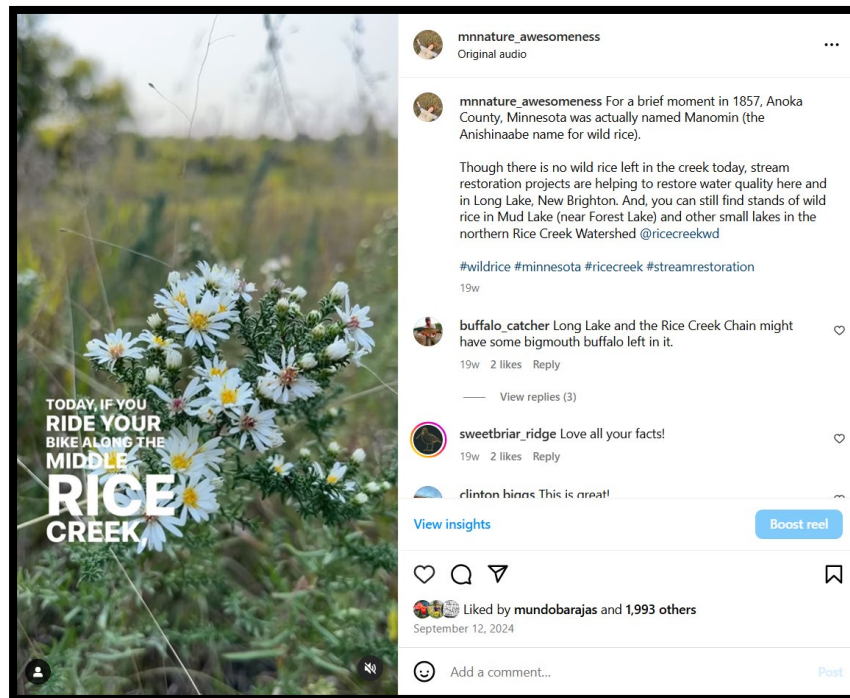 TODAY, IF YOU
RIDE YOUR
BIKE ALONG THE
MIDDLE
RICE
CREEK,
mnnature_awesomeness
Original audio
mnnature_awesomeness For a brief moment in 1857, Anoka
County, Minnesota was actually named Manomin (the
Anishinaabe name for wild rice).
Though there is no wild rice left in the creek today, stream
restoration projects are helping to restore water quality here and
in Long Lake, New Brighton. And, you can still find stands of wild
rice in Mud Lake (near Forest Lake) and other small lakes in the
northern Rice Creek Watershed @ricecreekwd
#wildrice #minnesota #ricecreek #streamrestoration
19w
buffalo_catcher Long Lake and the Rice Creek Chain might
have some bigmouth buffalo left in it.
19w 2 likes Reply
View replies (3)
sweetbriar_ridge Love all your facts!
19w 2 likes Reply
clinton.biggs This is great!
View insights
Boost reel
Liked by mundobarajas and 1,993 others
September 12, 2024
Add a comment...
Post